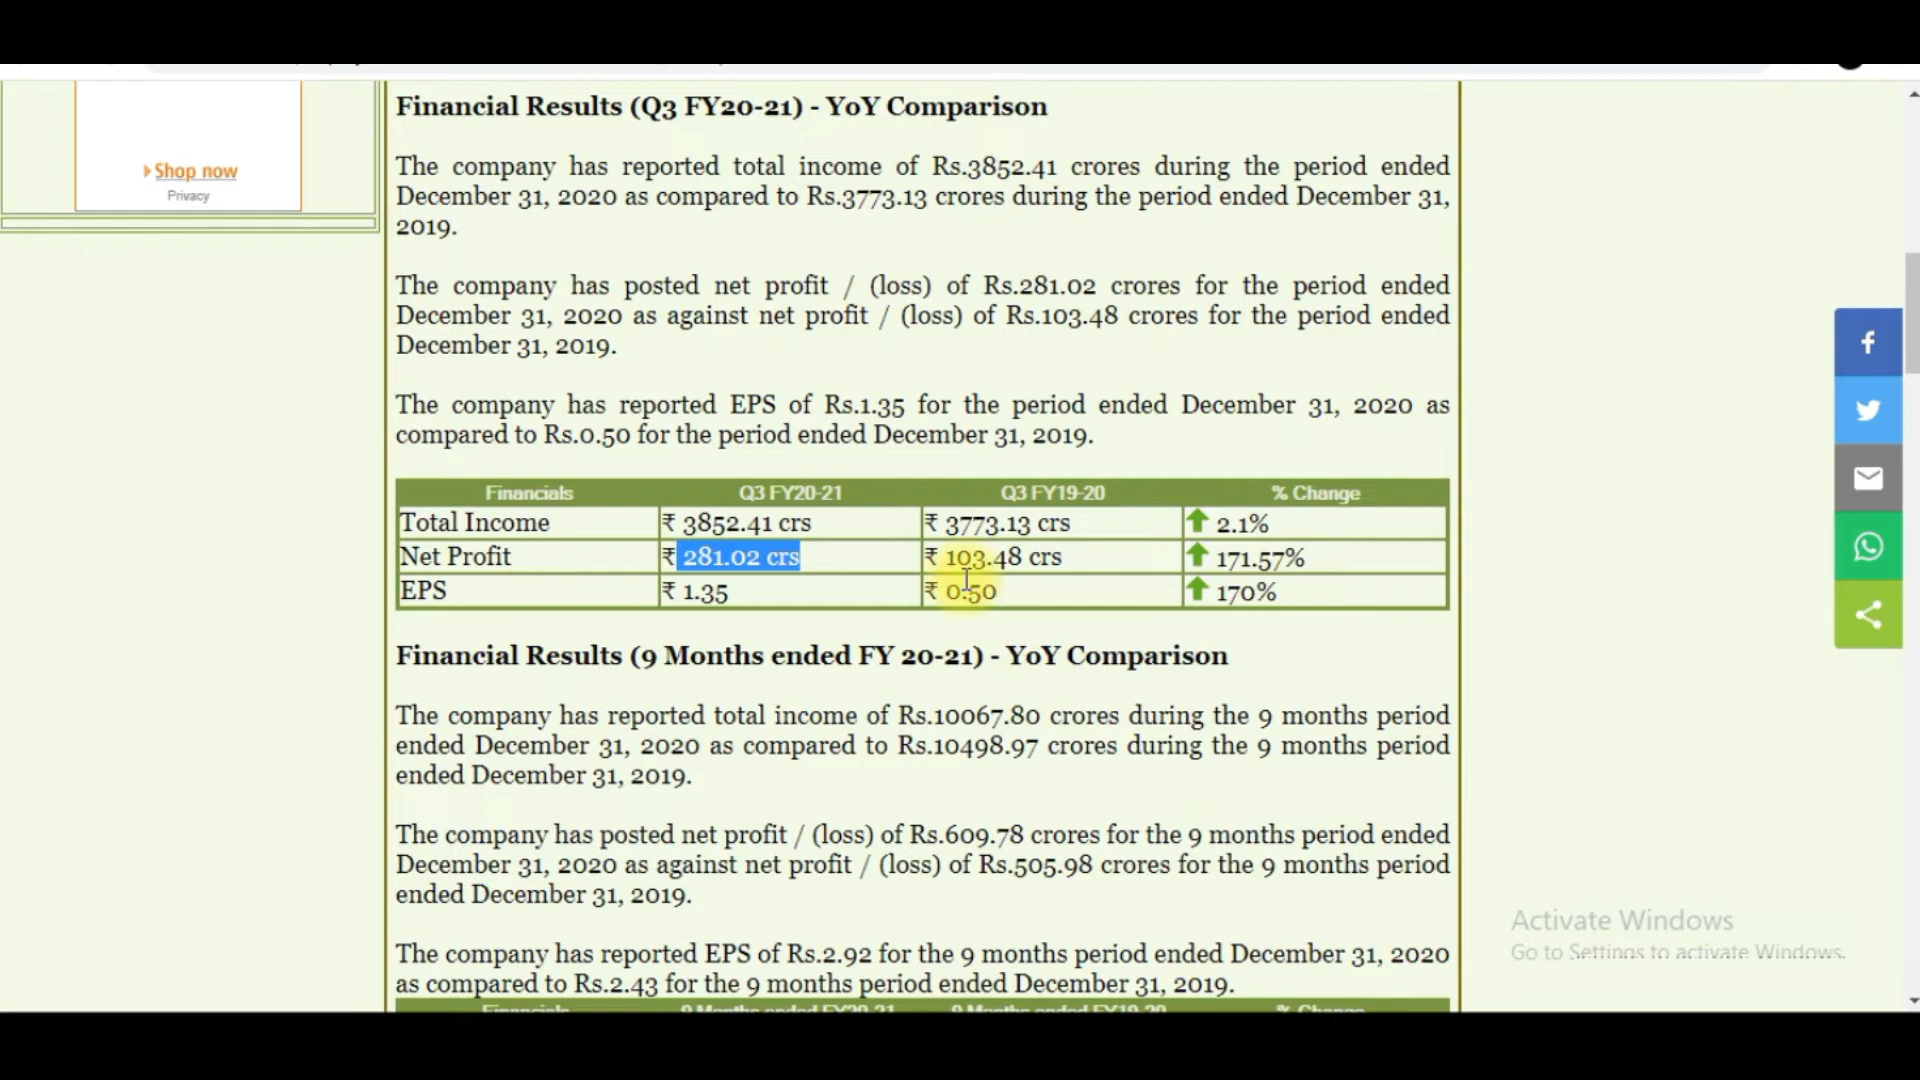 Shop now
Privacy
Financial Results (Q3 FY20-21) - YoY Comparison
The company has reported total income of Rs.3852.41 crores during the period ended
December 31, 2020 as compared to Rs.3773.13 crores during the period ended December 31,
2019.
The company has posted net profit / (loss) of Rs.281.02 crores for the period ended
December 31, 2020 as against net profit / (loss) of Rs.103.48 crores for the period ended
December 31, 2019.
The company has reported EPS of Rs.1.35 for the period ended December 31, 2020 as
compared to Rs.0.50 for the period ended December 31, 2019.
Financials Q3 FY20-21 Q3 FY19-20 % Change
Total Income ₹ 3852.41 crs ₹ 3773.13 crs 2.1%
Net Profit ₹ 281.02 crs ₹ 103.48 crs 171.57%
EPS ₹ 1.35 ₹ 0.50 170%
Financial Results (9 Months ended FY 20-21) - YoY Comparison
The company has reported total income of Rs.10067.80 crores during the 9 months period
ended December 31, 2020 as compared to Rs.10498.97 crores during the 9 months period
ended December 31, 2019.
The company has posted net profit / (loss) of Rs.609.78 crores for the 9 months period ended
December 31, 2020 as against net profit / (loss) of Rs.505.98 crores for the 9 months period
ended December 31, 2019.
The company has reported EPS of Rs.2.92 for the 9 months period ended December 31, 2020
as compared to Rs.2.43 for the 9 months period ended December 31, 2019.
Financials 9 Months ended FY20-21 9 Months ended FY19-20 % Change
Activate Windows
Go to Settings to activate Windows.